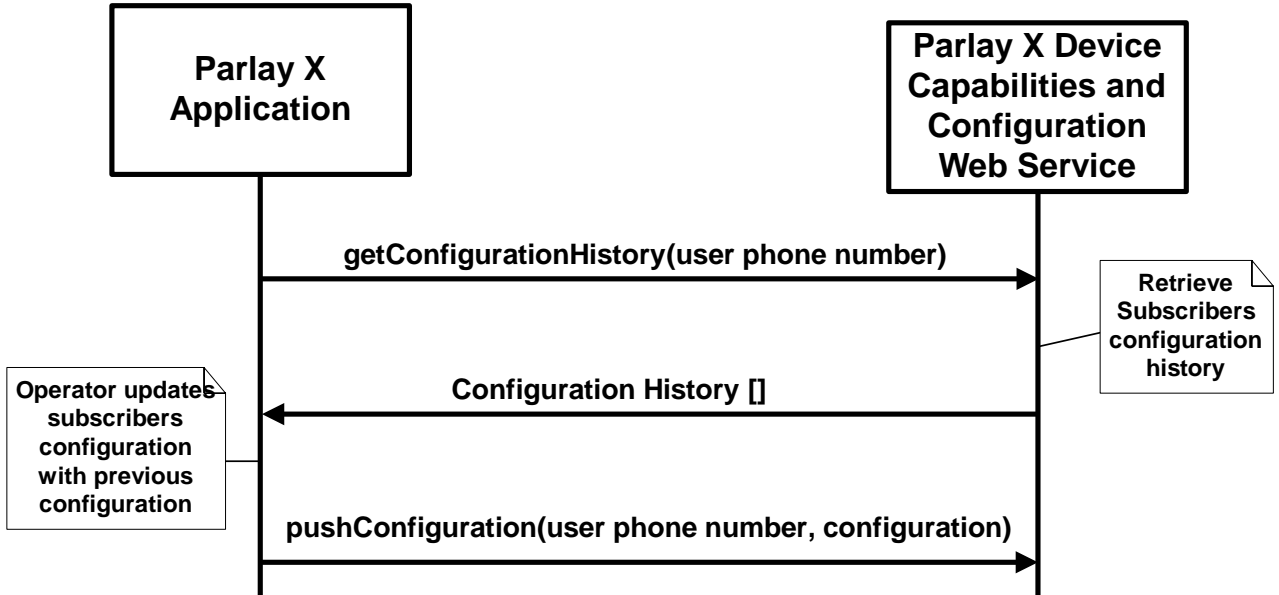 Parlay X
Application
Parlay X Device
Capabilities and
Configuration
Web Service
getConfigurationHistory(user phone number)
Retrieve
Subscribers
configuration
history
Configuration History []
Operator updates
subscribers
configuration
with previous
configuration
pushConfiguration(user phone number, configuration)